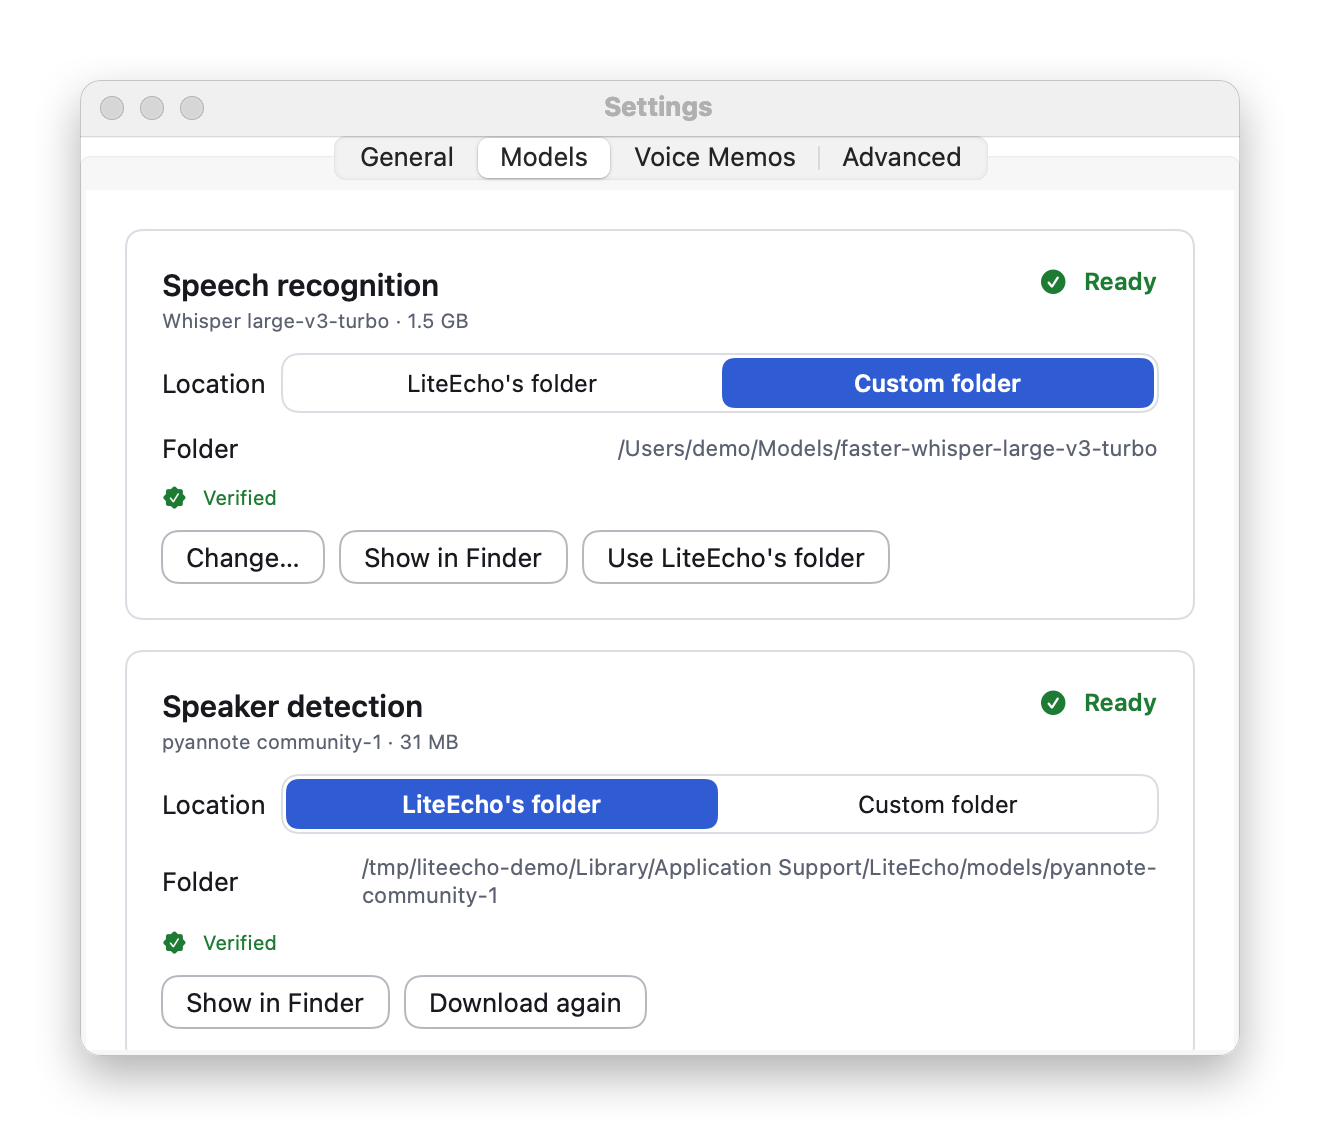 Settings
General Models Voice Memos Advanced
Speech recognition
Ready
Whisper large-v3-turbo · 1.5 GB
Location LiteEcho's folder Custom folder
Folder /Users/demo/Models/faster-whisper-large-v3-turbo
Verified
Change... Show in Finder Use LiteEcho's folder
Speaker detection
Ready
pyannote community-1 · 31 MB
Location LiteEcho's folder Custom folder
Folder /tmp/liteecho-demo/Library/Application Support/LiteEcho/models/pyannote-
community-1
Verified
Show in Finder Download again